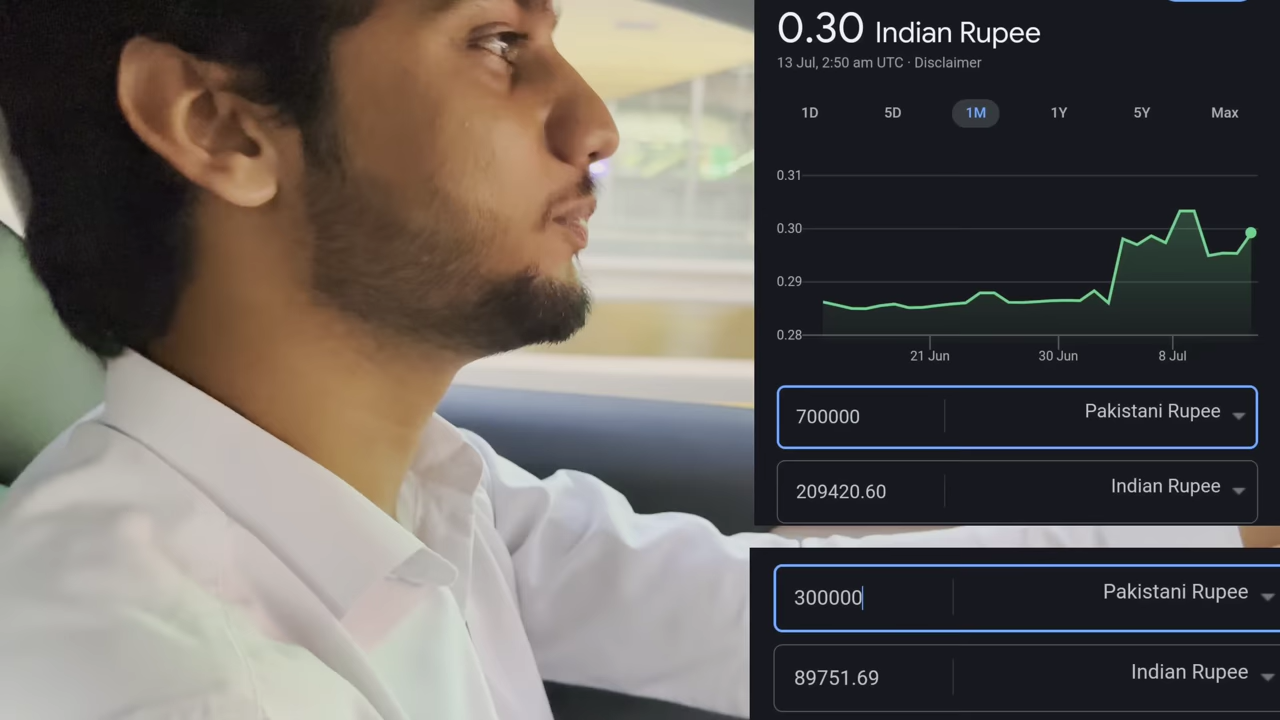 0.30 Indian Rupee
13 Jul, 2:50 am UTC · Disclaimer
1D 5D 1M 1Y 5Y Max
0.31
0.30
0.29
0.28
21 Jun 30 Jun 8 Jul
700000 Pakistani Rupee
209420.60 Indian Rupee
300000 Pakistani Rupee
89751.69 Indian Rupee